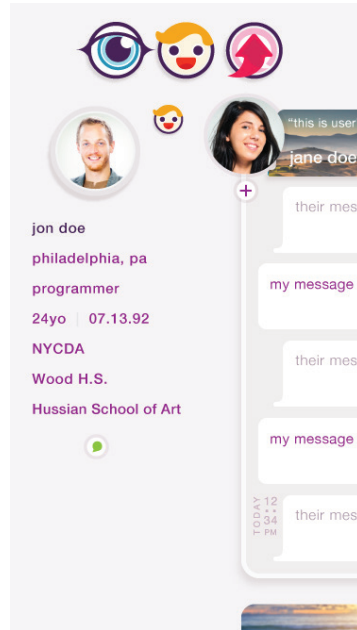 jon doe
philadelphia, pa
programmer
24yo | 07.13.92
NYCDA
Wood H.S.
Hussian School of Art
"this is user
jane doe
their mes
my message
their mes
my message
TODAY
12
34
PM
their mes